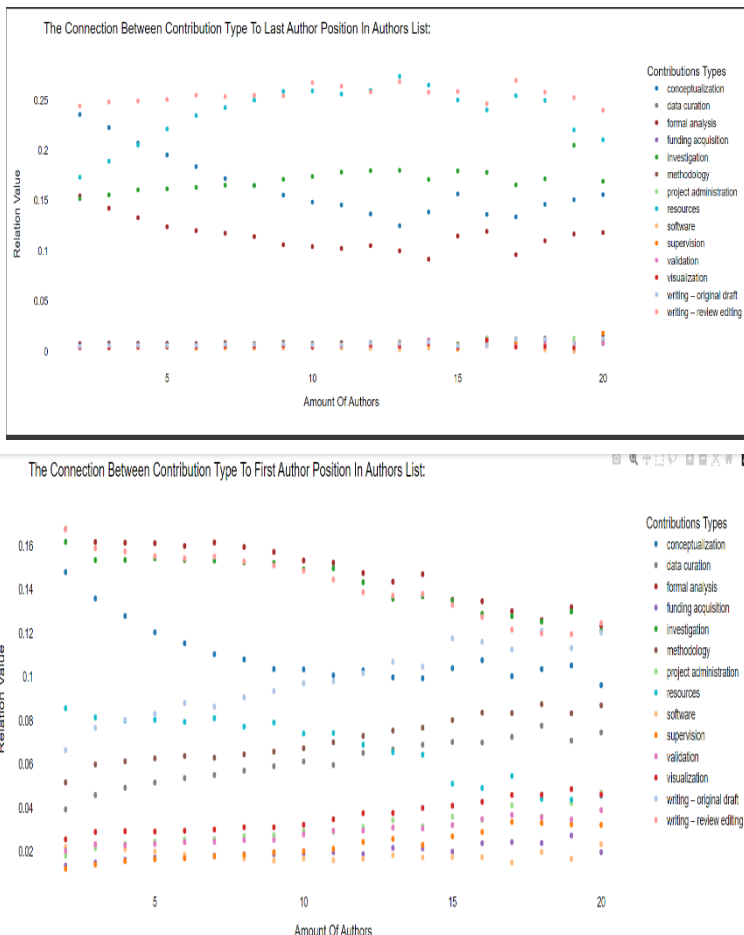 The Connection Between Contribution Type To Last Author Position In Authors List:
Contributions Types
conceptualization
data curation
formal analysis
funding acquisition
investigation
methodology
project administration
resources
software
supervision
validation
visualization
writing – original draft
writing – review editing
Relation Value
0.25
0.2
0.15
0.1
0.05
0
5
10
15
20
Amount Of Authors
The Connection Between Contribution Type To First Author Position In Authors List:
Contributions Types
conceptualization
data curation
formal analysis
funding acquisition
investigation
methodology
project administration
resources
software
supervision
validation
visualization
writing – original draft
writing – review editing
Relation Value
0.16
0.14
0.12
0.1
0.08
0.06
0.04
0.02
5
10
15
20
Amount Of Authors